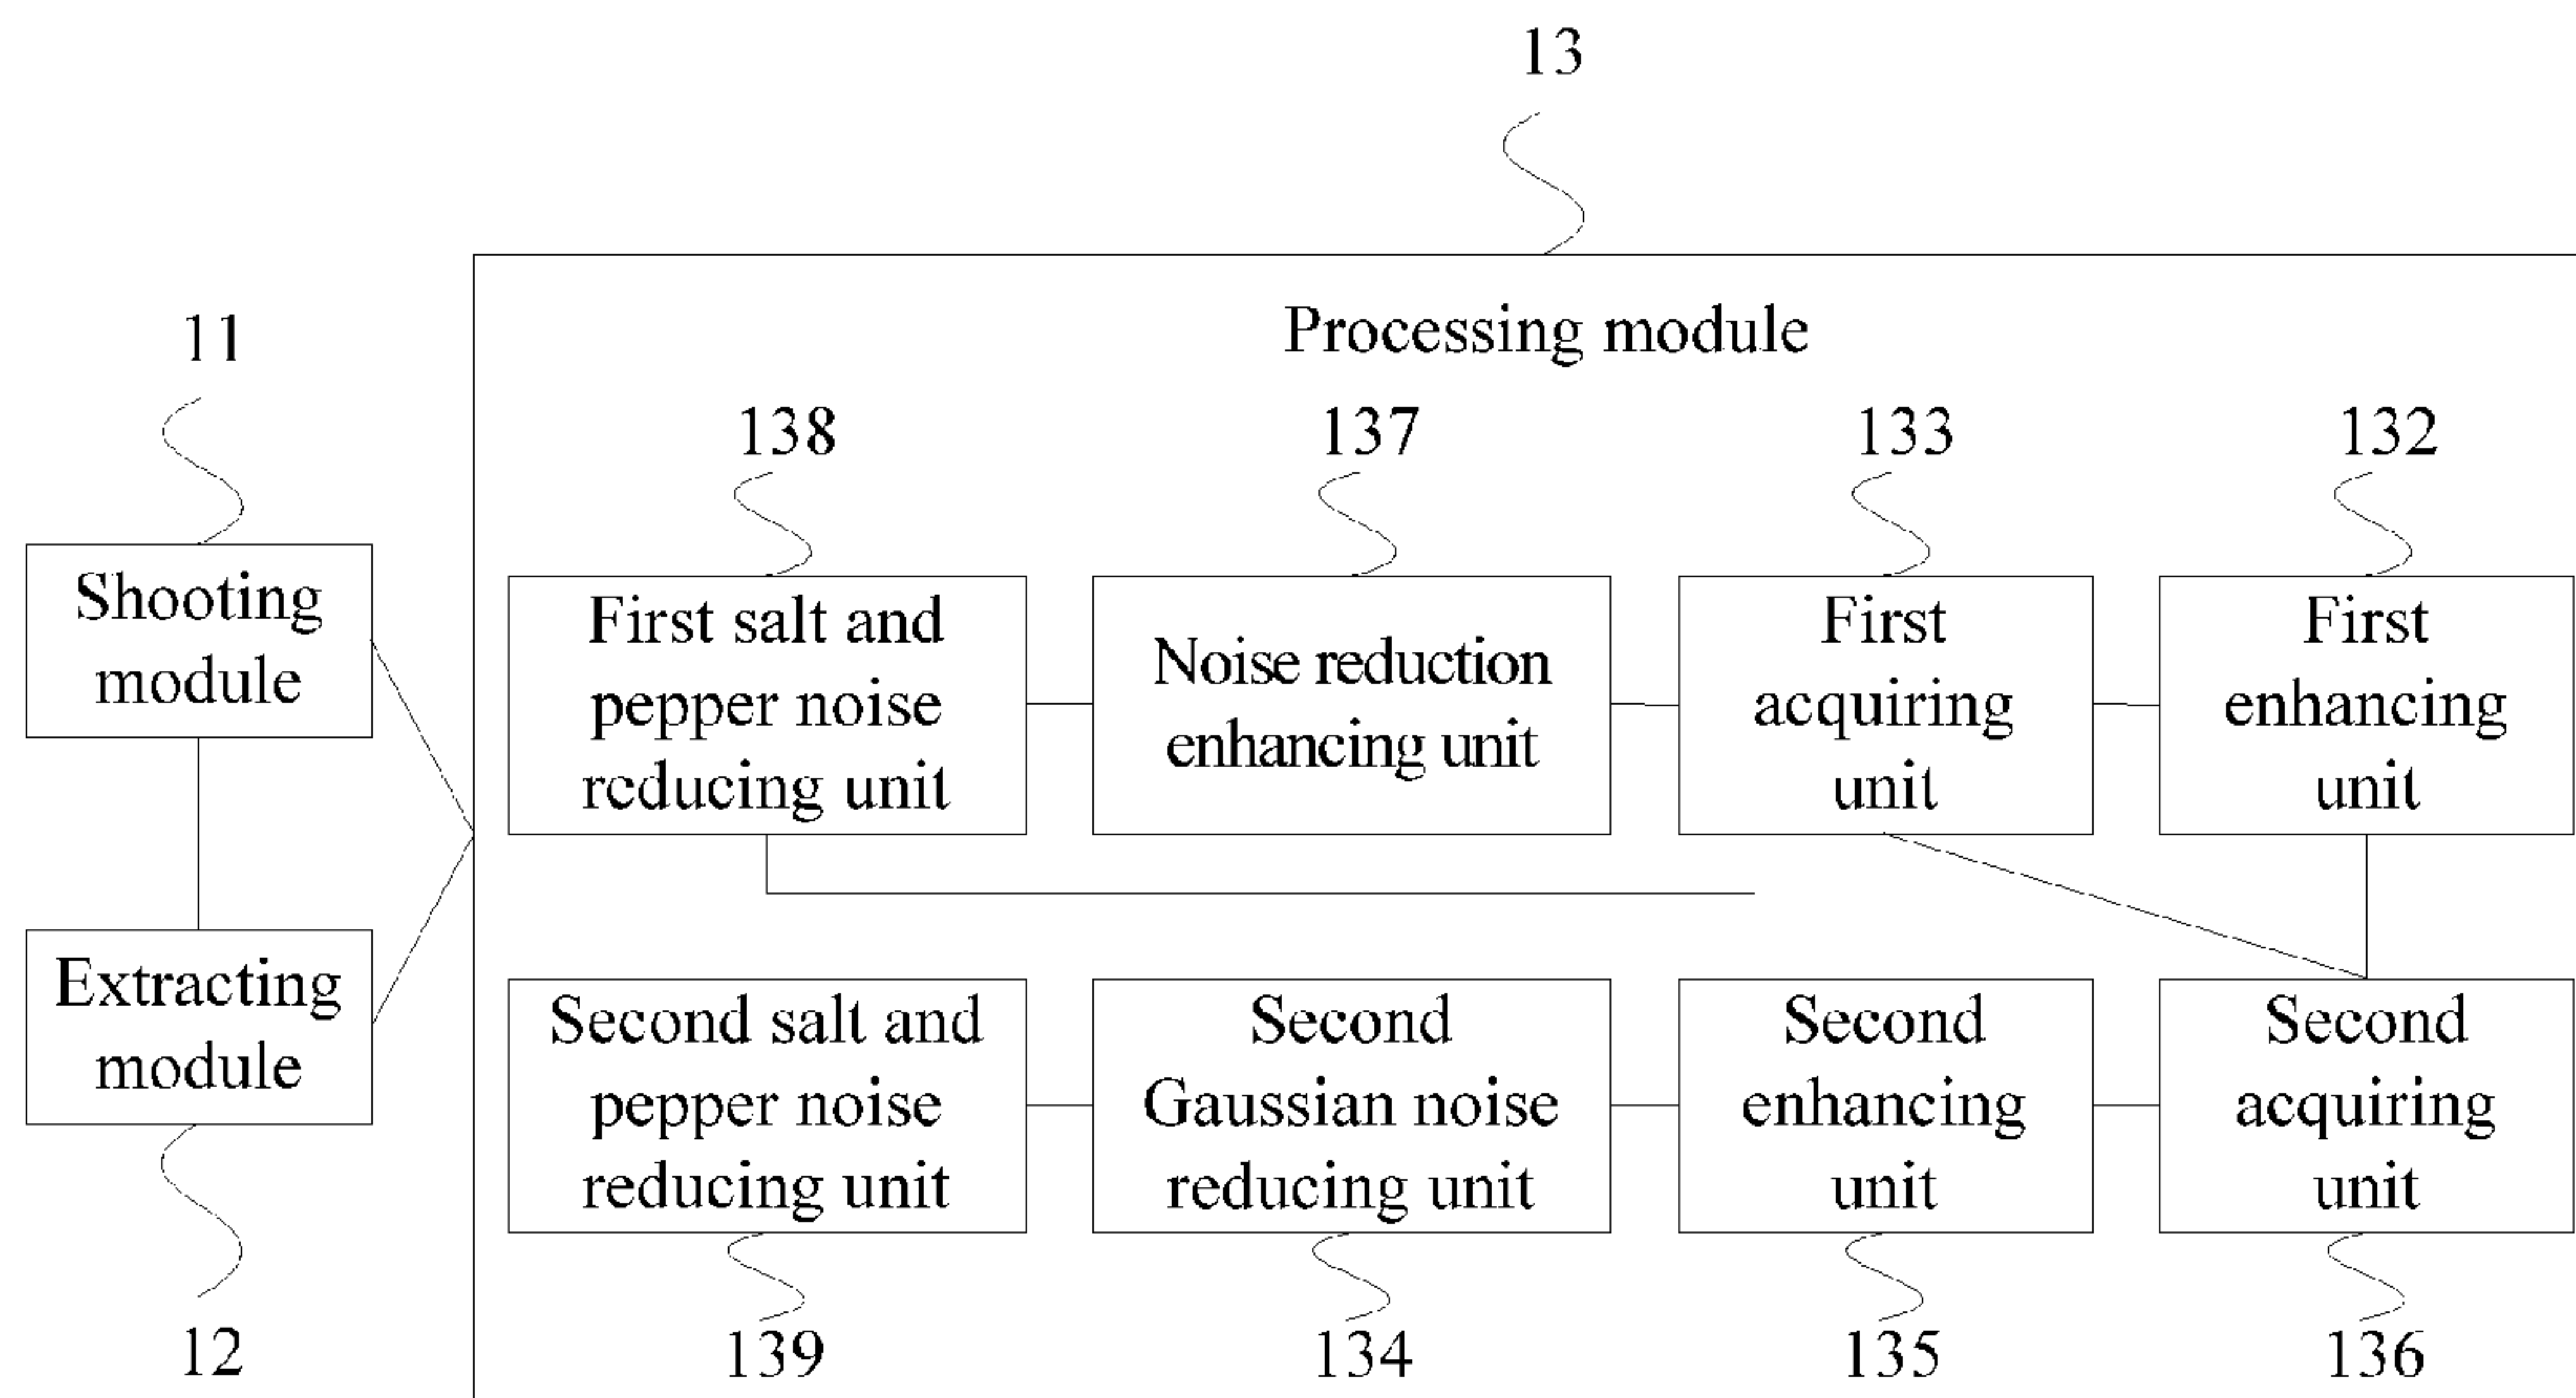 13
Processing module
11
138
137
133
132
Shooting
module
First salt and
pepper noise
reducing unit
Noise reduction
enhancing unit
First
acquiring
unit
First
enhancing
unit
Extracting
module
Second salt and
pepper noise
reducing unit
Second
Gaussian noise
reducing unit
Second
enhancing
unit
Second
acquiring
unit
12
139
134
135
136